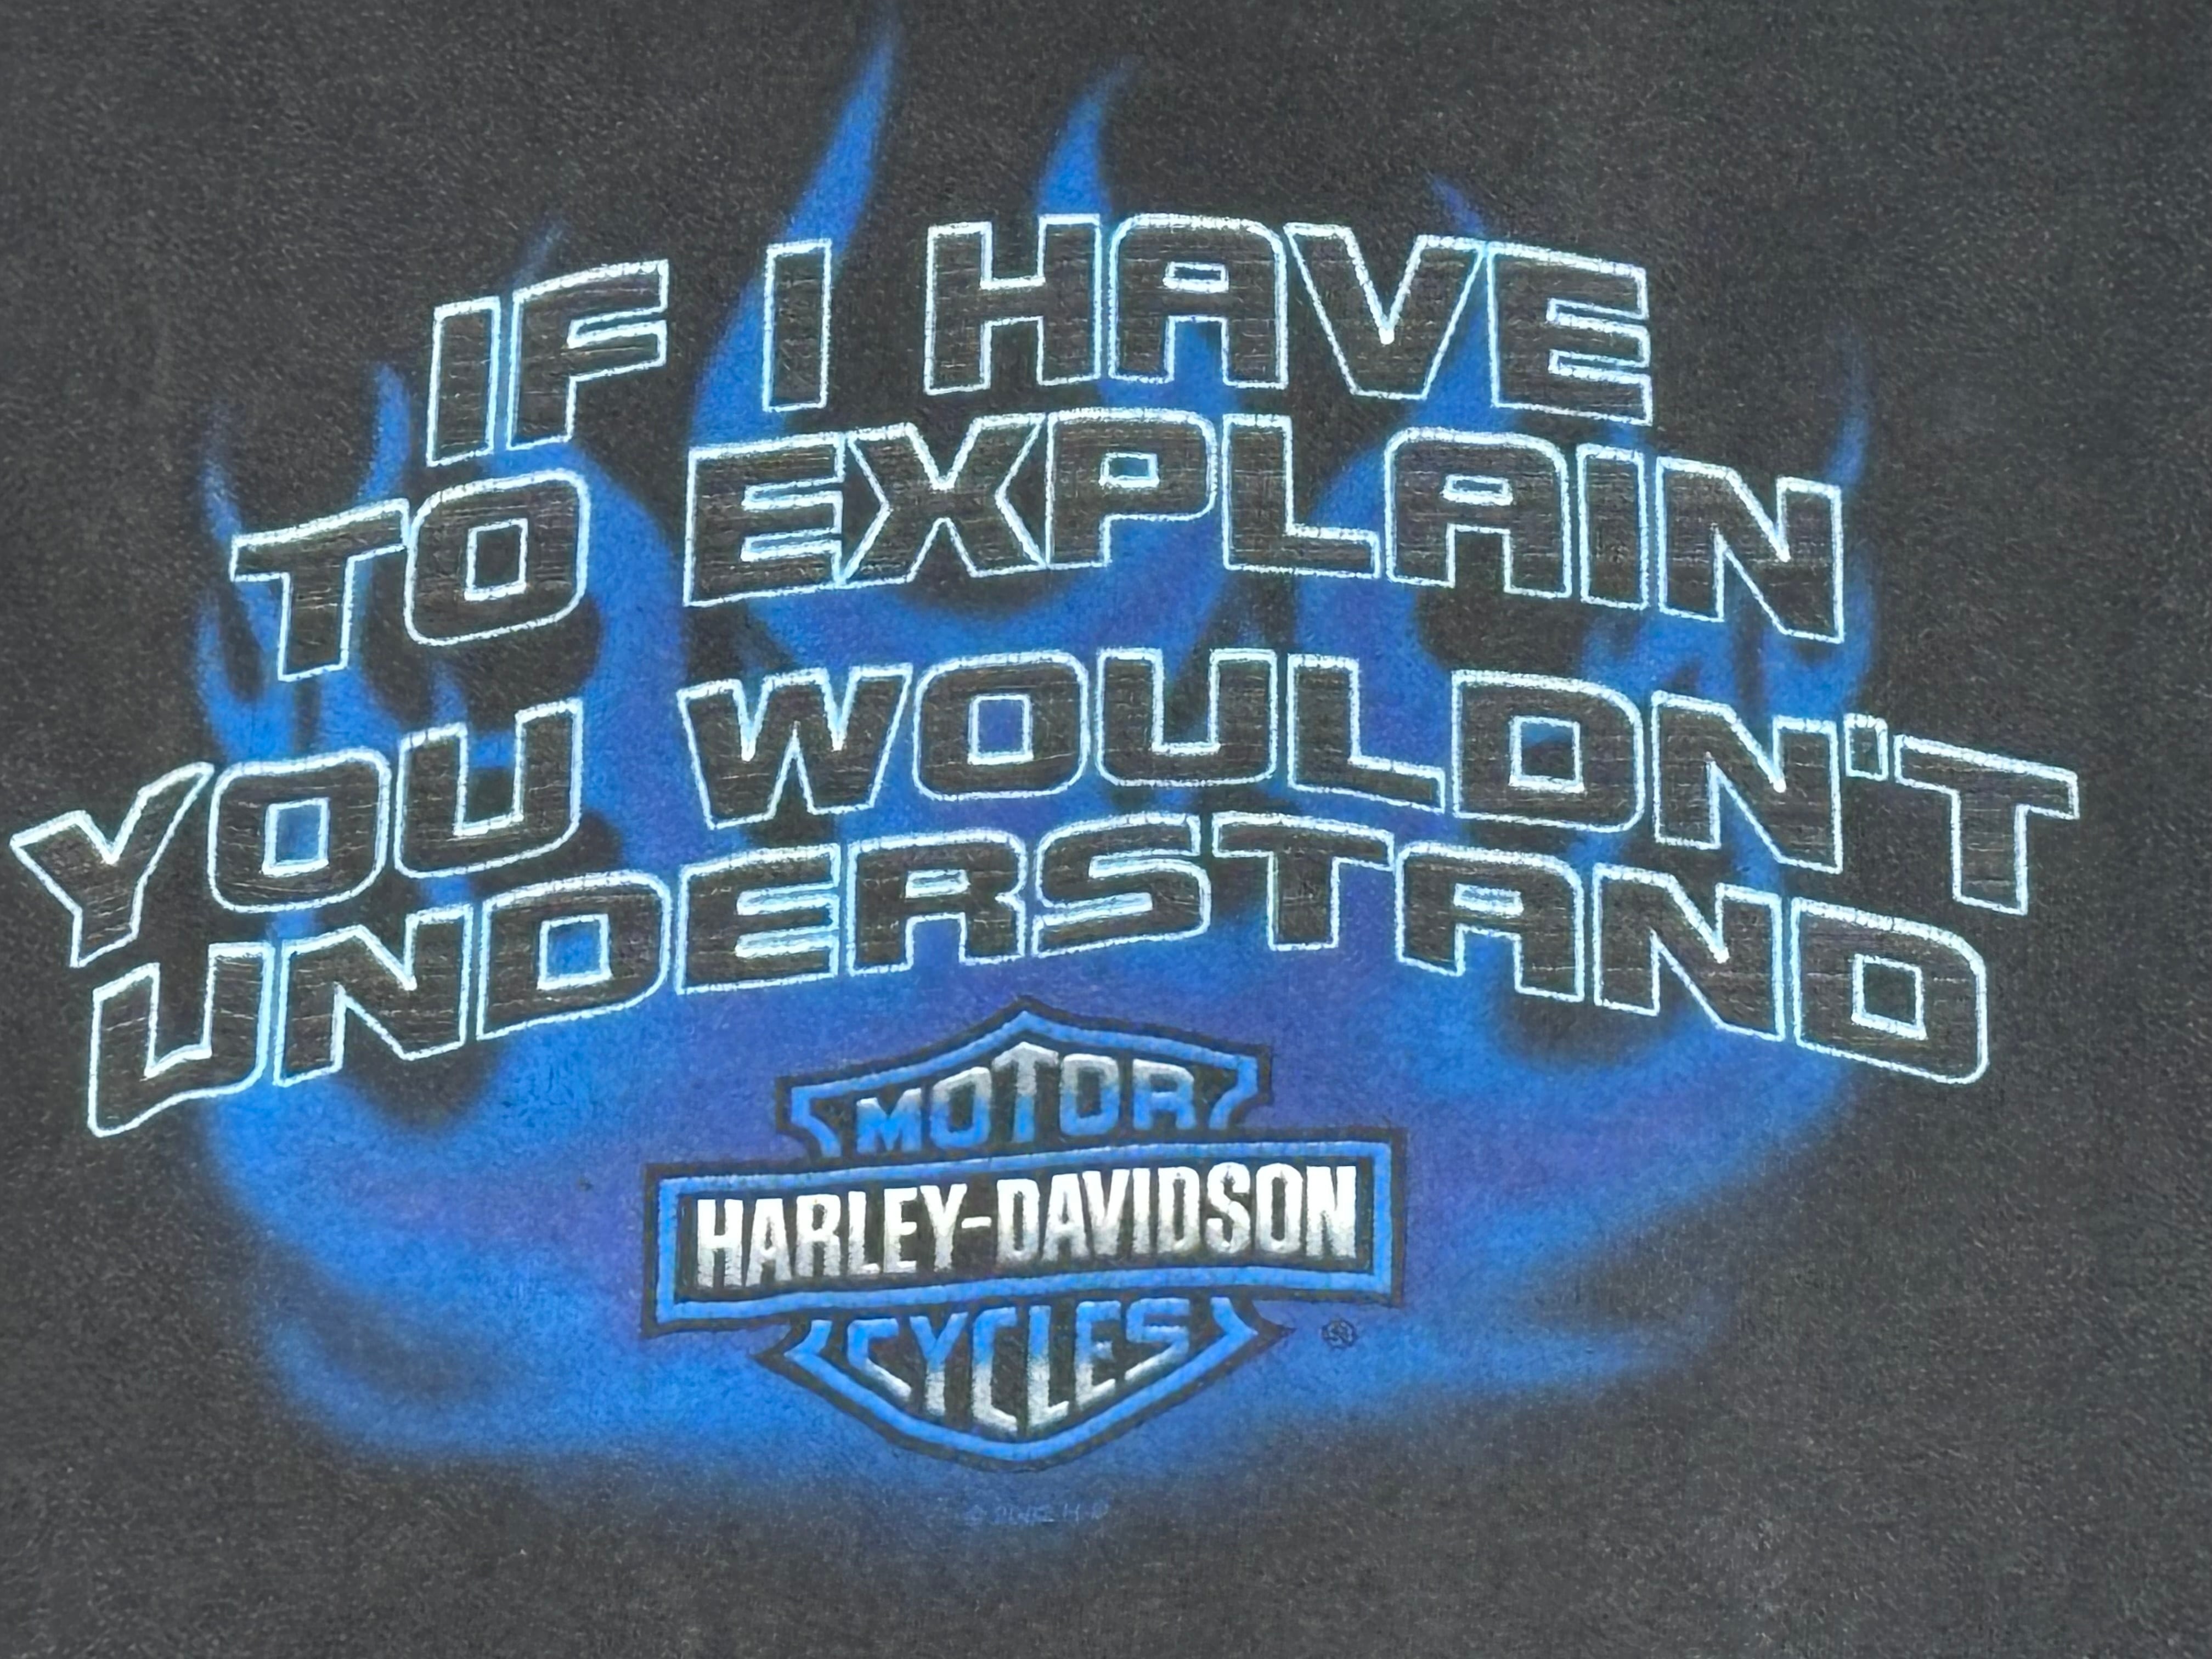 IF I HAVE
TO EXPLAIN
YOU WOULDN'T
UNDERSTAND
MOTOR
HARLEY-DAVIDSON
CYCLES
®